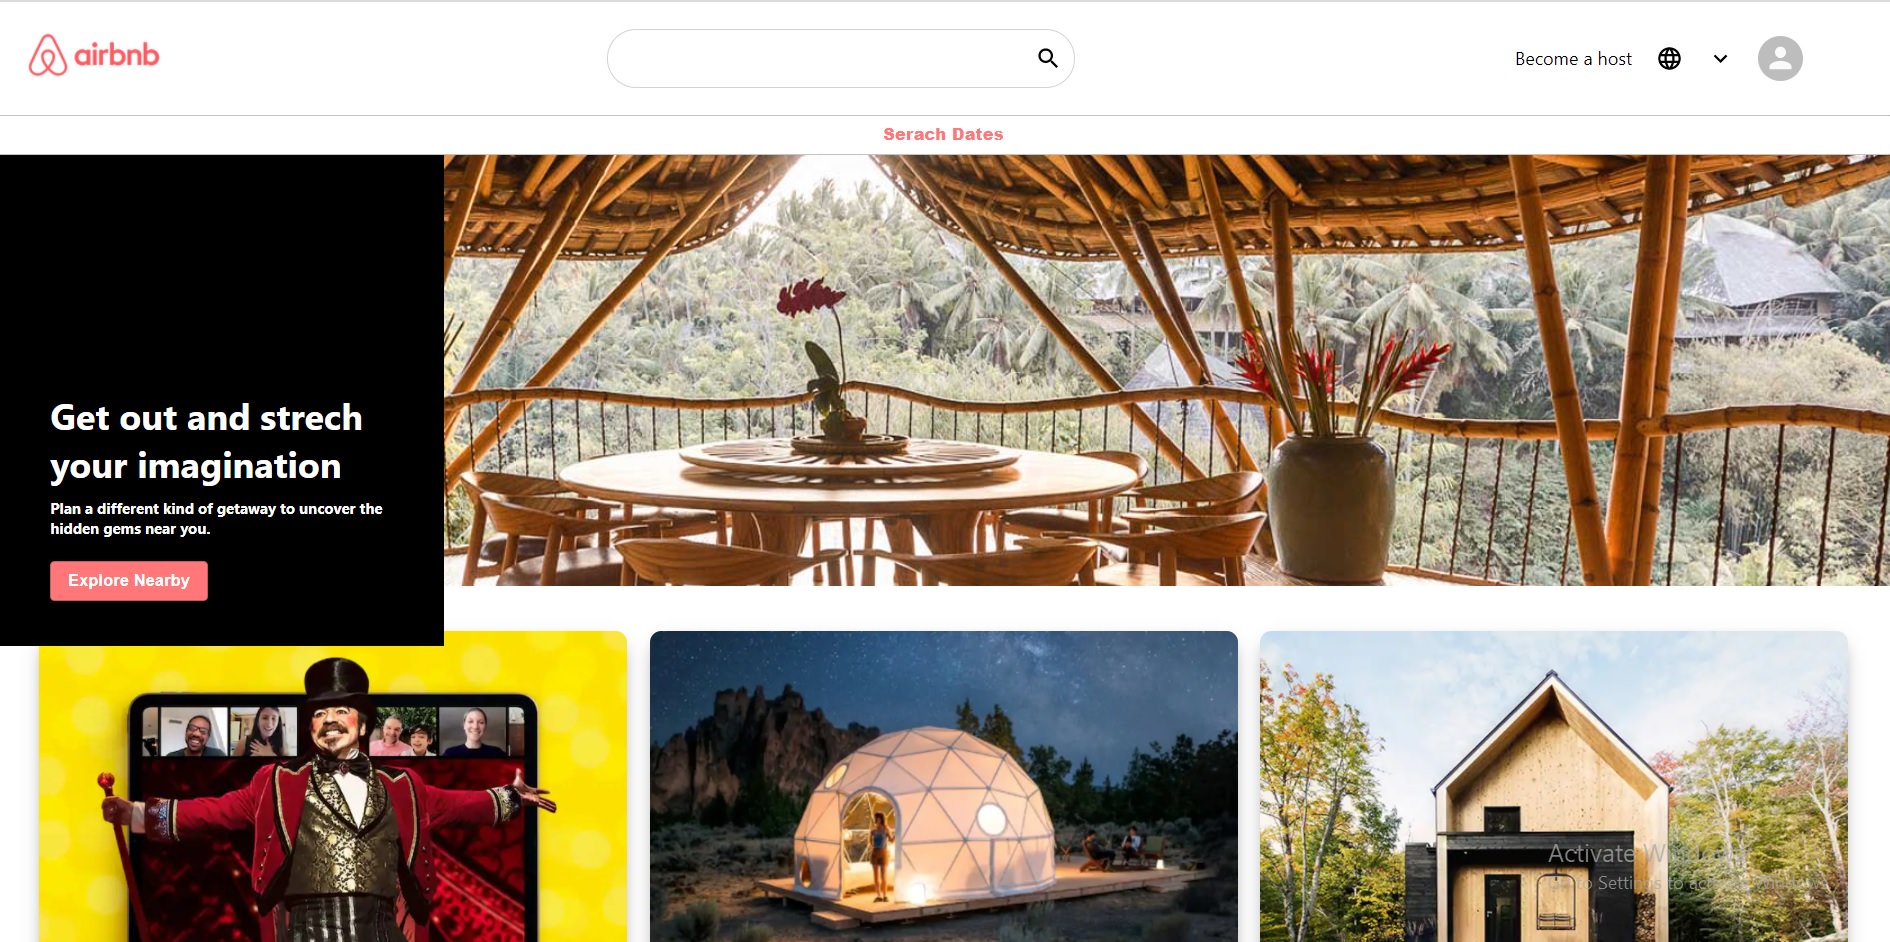 airbnb
Become a host
Serach Dates
Get out and strech
your imagination
Plan a different kind of getaway to uncover the
hidden gems near you.
Explore Nearby
Activate Windows
Go to Settings to activate Windows.